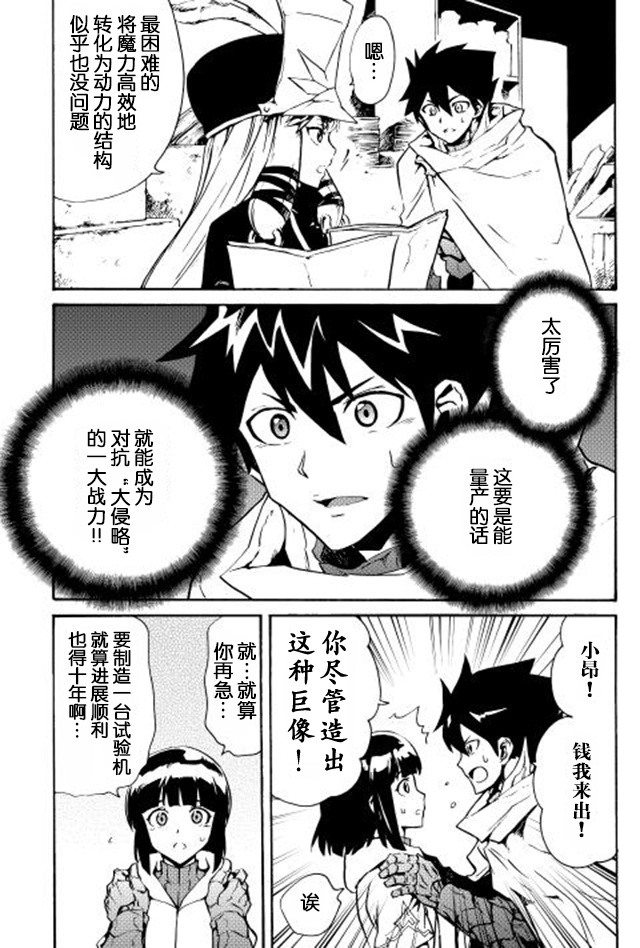 嗯…
最困难的
将魔力高效地
转化为动力的结构
似乎也没问题
太厉害了
这要是能
量产的话
就能成为
对抗“大侵略”
的一大战力!!
小昂！
钱我来出！
你尽管造出
这种巨像！
诶
就…就算
你再急…
要制造一台试验机
就算进展顺利
也得十年啊…